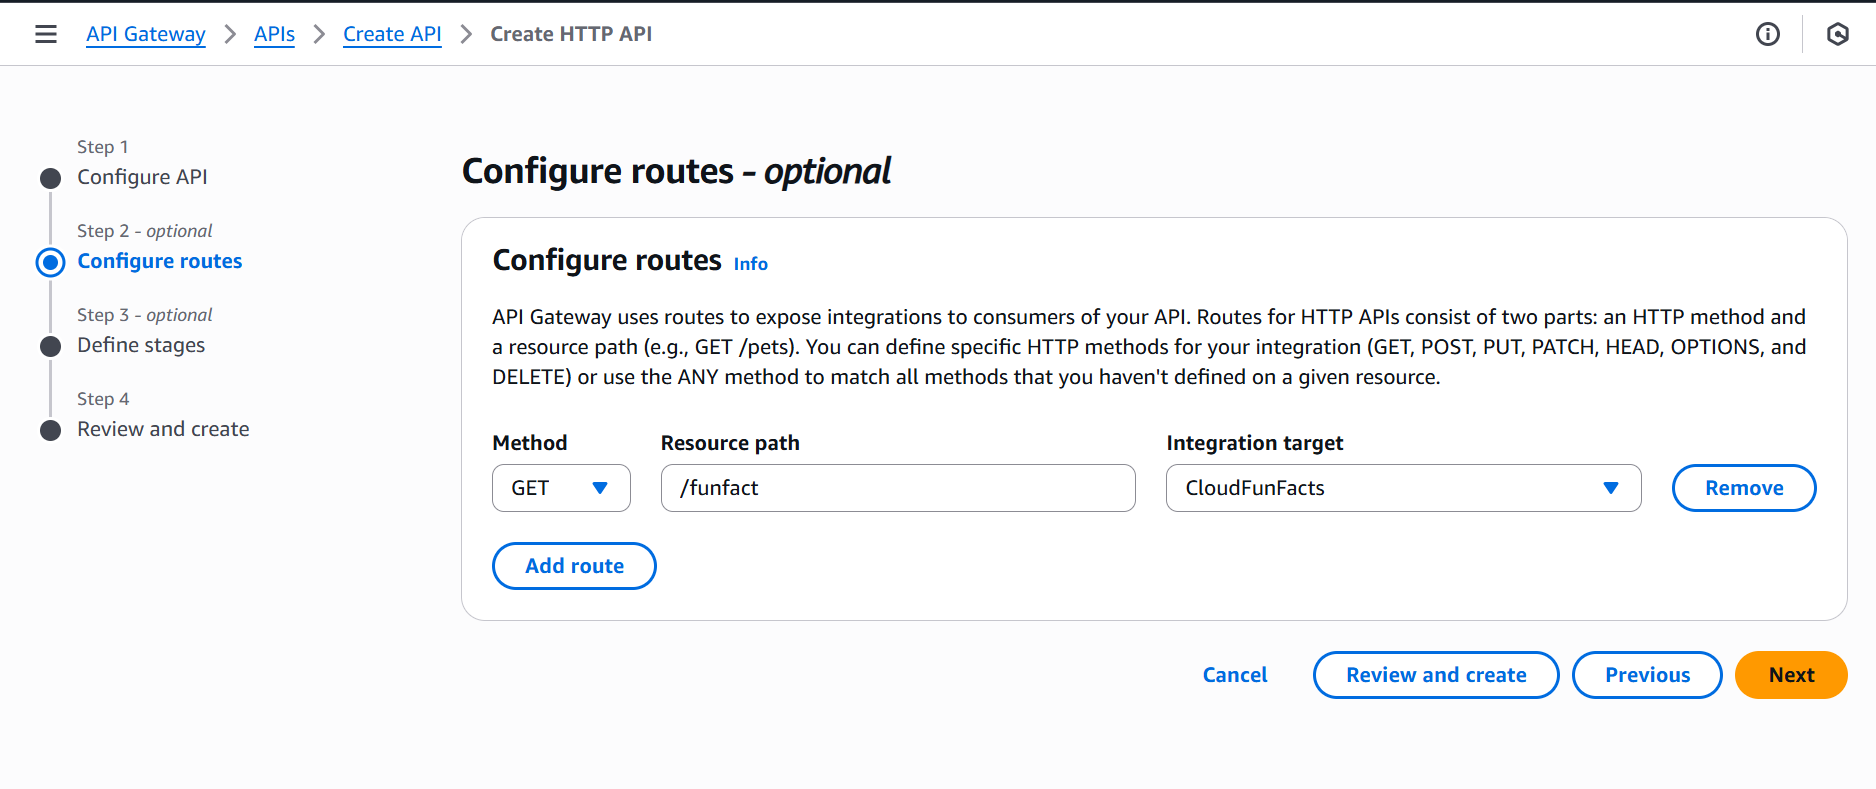 API Gateway > APIs > Create API > Create HTTP API
Step 1
Configure API
Step 2 - optional
Configure routes
Step 3 - optional
Define stages
Step 4
Review and create
Configure routes - optional
Configure routes Info
API Gateway uses routes to expose integrations to consumers of your API. Routes for HTTP APIs consist of two parts: an HTTP method and
a resource path (e.g., GET /pets). You can define specific HTTP methods for your integration (GET, POST, PUT, PATCH, HEAD, OPTIONS, and
DELETE) or use the ANY method to match all methods that you haven't defined on a given resource.
Method Resource path Integration target
GET /funfact CloudFunFacts Remove
Add route
Cancel Review and create Previous Next